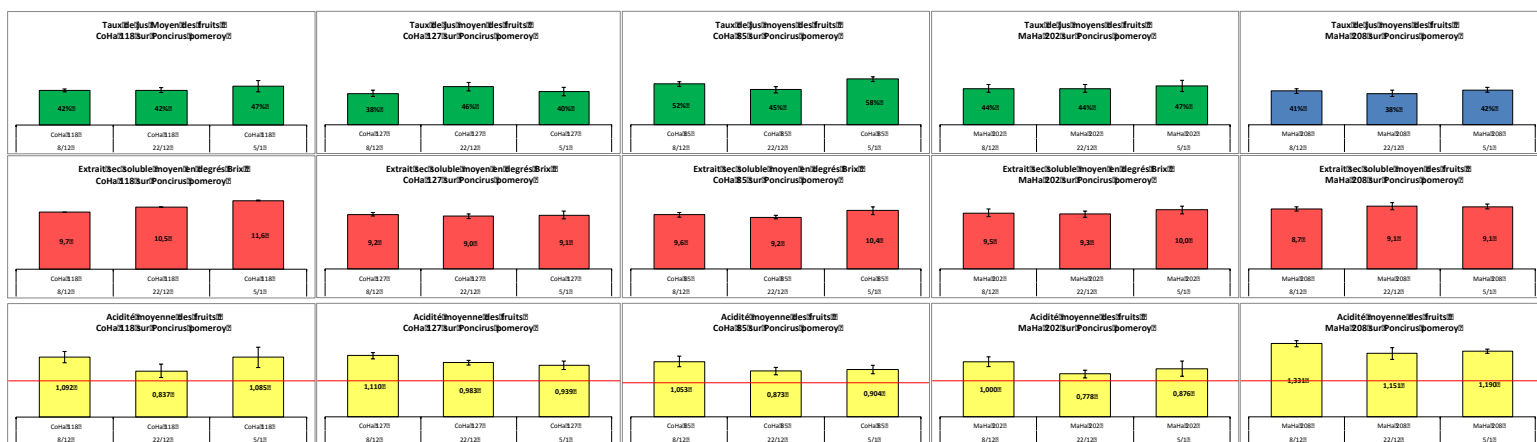 Taux de jus Moyen des fruits
CoHa 118 sur Poncirus pomeroy
42%
42%
47%
CoHa 118
CoHa 118
CoHa 118
8/12
22/12
5/1
Taux de jus moyen des fruits
CoHa 127 sur Poncirus pomeroy
38%
46%
40%
CoHa 127
CoHa 127
CoHa 127
8/12
22/12
5/1
Taux de jus moyens des fruits
CoHa 85 sur Poncirus pomeroy
52%
45%
58%
CoHa 85
CoHa 85
CoHa 85
8/12
22/12
5/1
Taux de jus moyens des fruits
MaHa 202 sur Poncirus pomeroy
44%
44%
47%
MaHa 202
MaHa 202
MaHa 202
8/12
22/12
5/1
Taux de jus moyens des fruits
MaHa 208 sur Poncirus pomeroy
41%
38%
42%
MaHa 208
MaHa 208
MaHa 208
8/12
22/12
5/1
Extrait sec soluble moyen en degrés Brix
CoHa 118 sur Poncirus pomeroy
9,7
10,5
11,6
CoHa 118
CoHa 118
CoHa 118
8/12
22/12
5/1
Extrait sec soluble moyen en degrés Brix
CoHa 127 sur Poncirus pomeroy
9,2
9,0
9,1
CoHa 127
CoHa 127
CoHa 127
8/12
22/12
5/1
Extrait sec soluble moyen en degrés Brix
CoHa 85 sur Poncirus pomeroy
9,6
9,2
10,4
CoHa 85
CoHa 85
CoHa 85
8/12
22/12
5/1
Extrait sec soluble moyen en degrés Brix
MaHa 202 sur Poncirus pomeroy
9,5
9,3
10,0
MaHa 202
MaHa 202
MaHa 202
8/12
22/12
5/1
Extrait sec soluble moyen des fruits
MaHa 208 sur Poncirus pomeroy
8,7
9,1
9,1
MaHa 208
MaHa 208
MaHa 208
8/12
22/12
5/1
Acidité moyenne des fruits
CoHa 118 sur Poncirus pomeroy
1,092
0,837
1,085
CoHa 118
CoHa 118
CoHa 118
8/12
22/12
5/1
Acidité moyenne des fruits
CoHa 127 sur Poncirus pomeroy
1,110
0,983
0,939
CoHa 127
CoHa 127
CoHa 127
8/12
22/12
5/1
Acidité moyenne des fruits
CoHa 85 sur Poncirus pomeroy
1,053
0,873
0,904
CoHa 85
CoHa 85
CoHa 85
8/12
22/12
5/1
Acidité moyenne des fruits
MaHa 202 sur Poncirus pomeroy
1,000
0,778
0,876
MaHa 202
MaHa 202
MaHa 202
8/12
22/12
5/1
Acidité moyenne des fruits
MaHa 208 sur Poncirus pomeroy
1,331
1,151
1,190
MaHa 208
MaHa 208
MaHa 208
8/12
22/12
5/1